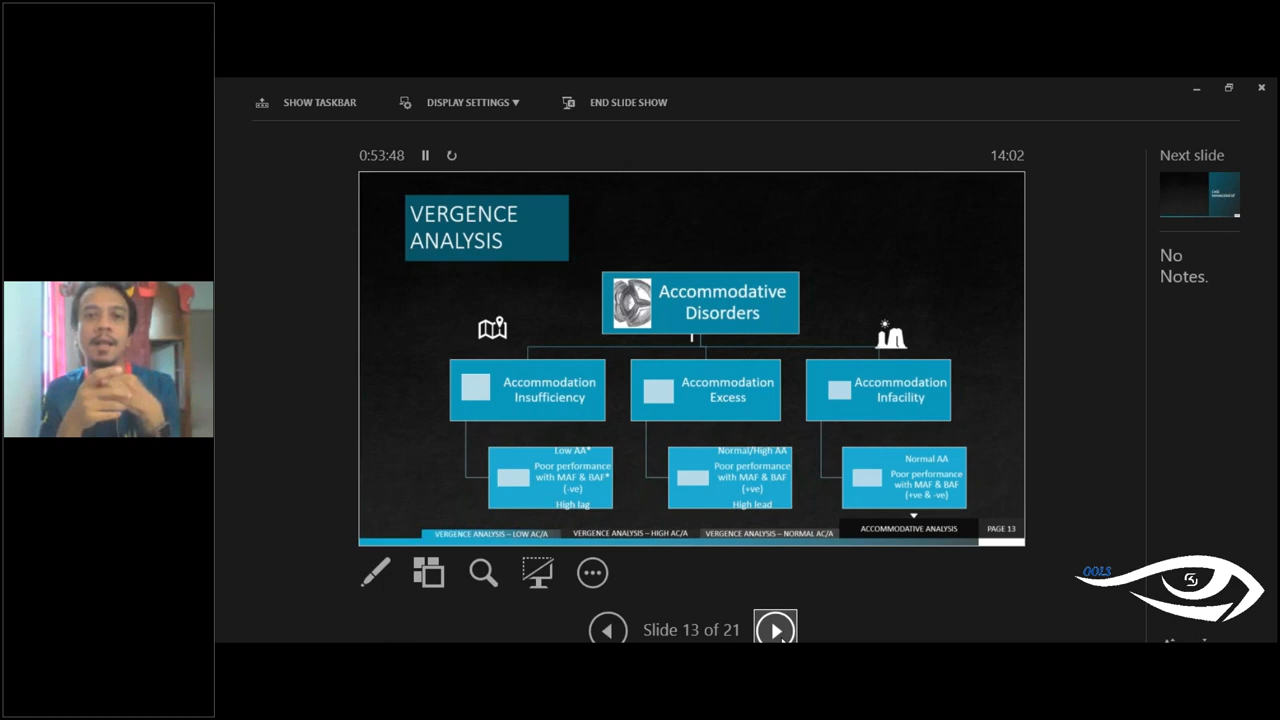 SHOW TASKBAR
DISPLAY SETTINGS ▼
END SLIDE SHOW
0:53:48
14:02
Next slide
No
Notes.
VERGENCE
ANALYSIS
Accommodative
Disorders
Accommodation
Insufficiency
Accommodation
Excess
Accommodation
Infacility
Low AA*
Poor performance
with MAF & BAF*
(-ve)
High lag
Normal/High AA
Poor performance
with MAF & BAF
(+ve)
High lead
Normal AA
Poor performance
with MAF & BAF
(+ve & -ve)
VERGENCE ANALYSIS – LOW AC/A
VERGENCE ANALYSIS – HIGH AC/A
VERGENCE ANALYSIS – NORMAL AC/A
ACCOMMODATIVE ANALYSIS
PAGE 13
OOLS
Slide 13 of 21